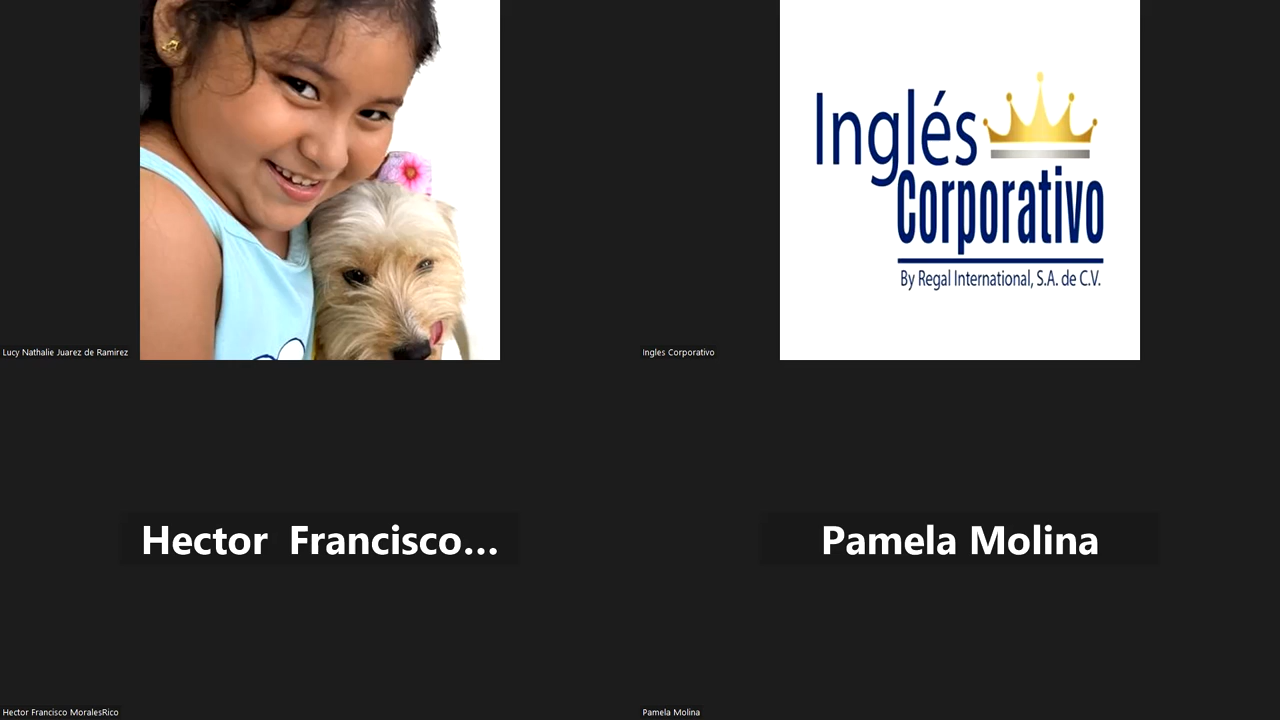 Inglés
Corporativo
By Regal International, S.A. de C.V.
Lucy Nathalie Juarez de Ramirez
Ingles Corporativo
Hector  Francisco...
Pamela Molina
Hector Francisco MoralesRico
Pamela Molina